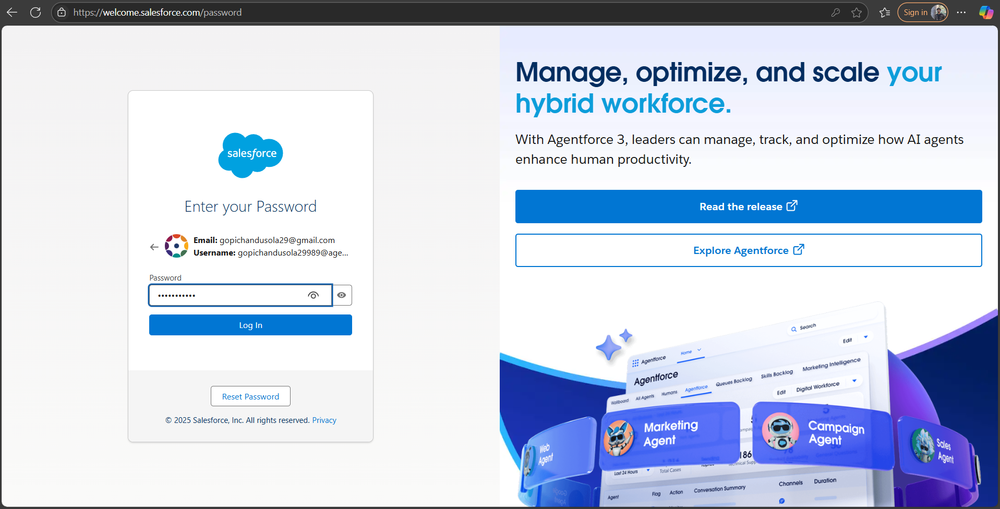 https://welcome.salesforce.com/password
Sign in
salesforce
Enter your Password
Email: gopichandusola29@gmail.com
Username: gopichandusola29989@age...
Password
•••••••••••
Log In
Reset Password
© 2025 Salesforce, Inc. All rights reserved. Privacy
Manage, optimize, and scale your
hybrid workforce.
With Agentforce 3, leaders can manage, track, and optimize how AI agents
enhance human productivity.
Read the release
Explore Agentforce
Search
Edit
Agentforce Home
Agentforce
Wallboard All Agents Humans Agentforce Queues Backlog Skills Backlog Marketing Intelligence
Edit Digital Workforce
Web
Agent
Marketing
Agent
Campaign
Agent
Sales
Agent
186
Technical Supp
Last 24 Hours
Total Cases
Agent Flag Action Conversation Summary Channels Duration